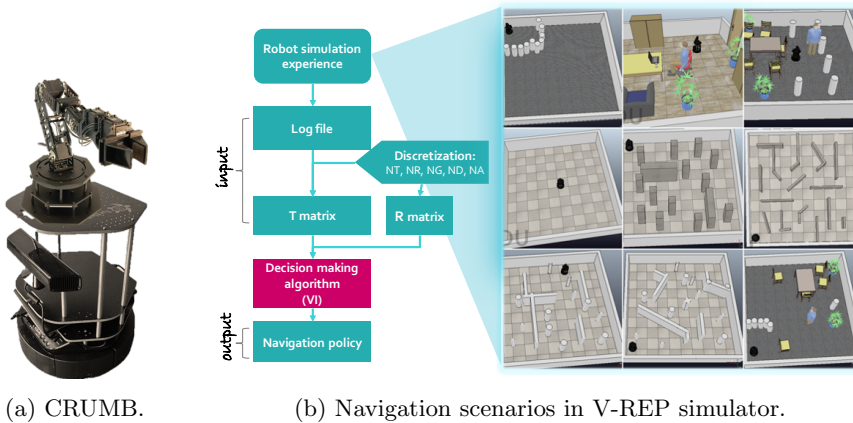 Robot simulation
experience
Log file
Discretization:
NT, NR, NG, ND, NA
input
T matrix
R matrix
Decision making
algorithm
(VI)
output
Navigation policy
(a) CRUMB.
(b) Navigation scenarios in V-REP simulator.